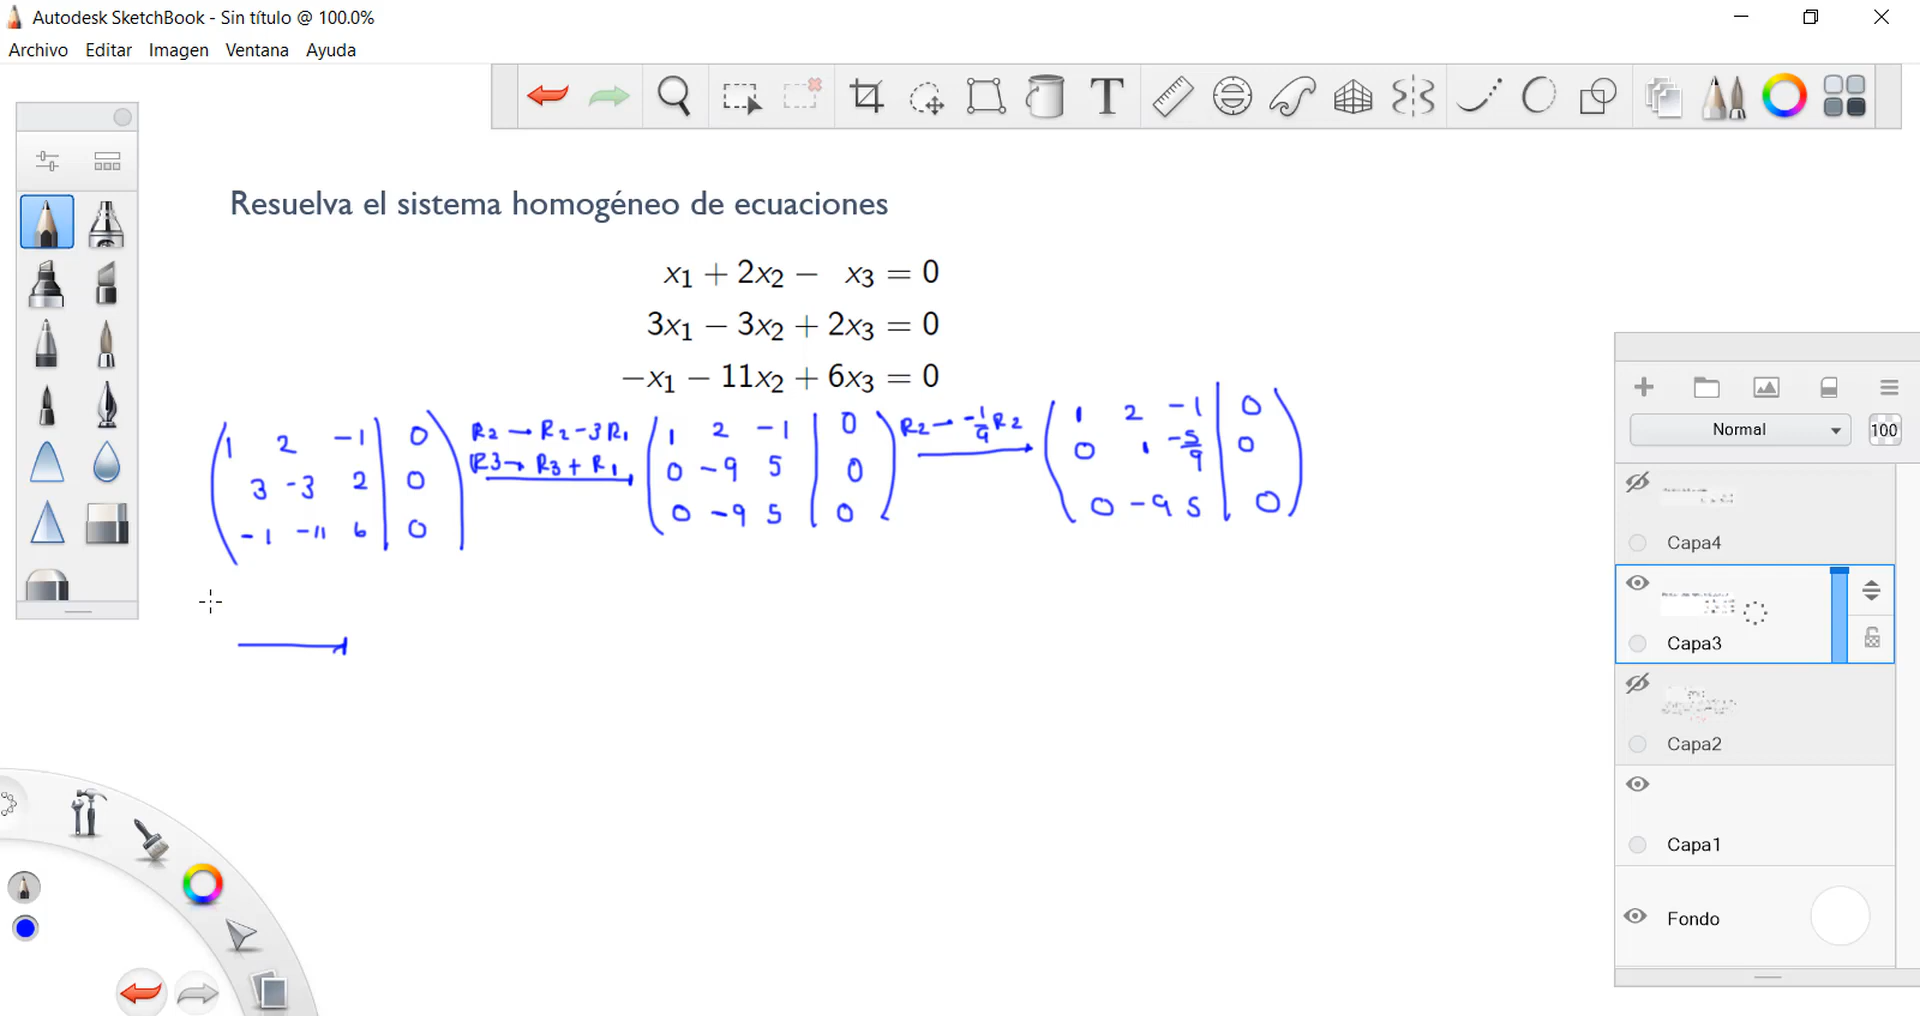 Autodesk SketchBook - Sin título @ 100.0%
Archivo Editar Imagen Ventana Ayuda
Resuelva el sistema homogéneo de ecuaciones
x1 + 2x2 − x3 = 0
3x1 − 3x2 + 2x3 = 0
−x1 − 11x2 + 6x3 = 0
1 2 -1 | 0
3 -3 2 | 0
-1 -11 6 | 0
R2 → R2 - 3R1
R3 → R3 + R1
1 2 -1 | 0
0 -9 5 | 0
0 -9 5 | 0
R2 → -1/9 R2
1 2 -1 | 0
0 1 -5/9 | 0
0 -9 5 | 0
Normal 100
Capa4
Capa3
Capa2
Capa1
Fondo